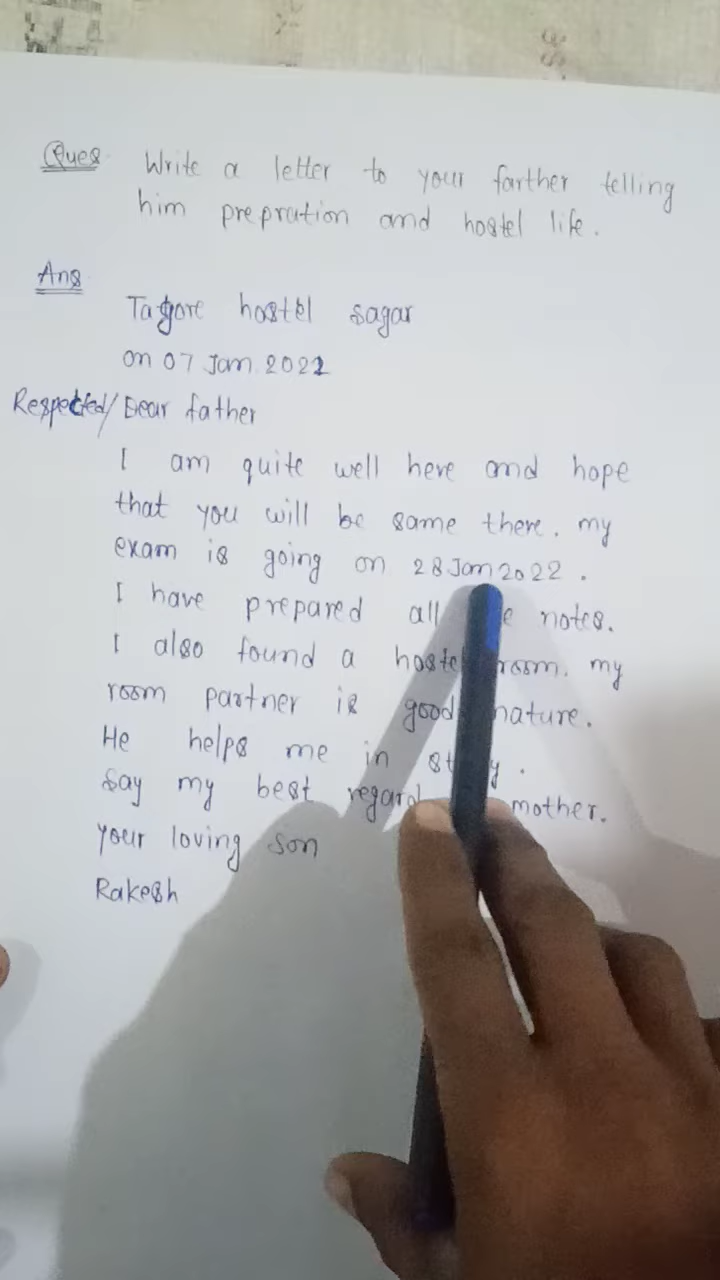 Ques Write a letter to your farther telling
him prepration and hostel life.
Ans
Tagore hostel sagar
on 07 Jan 2022
Respected/Dear father
I am quite well here and hope
that you will be same there. my
exam is going on 28 Jan 2022.
I have prepared all notes.
I also found a room. my
room partner is good nature.
He helps me in
Say my best mother.
your loving son
Rakesh